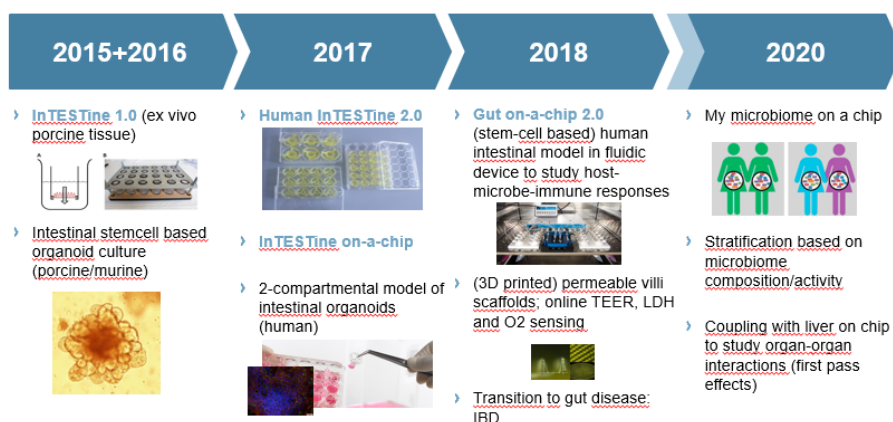 2015+2016
InTESTine 1.0 (ex vivo
porcine tissue)
A
B
Intestinal stemcell based
organoid culture
(porcine/murine)
2017
Human InTESTine 2.0
InTESTine on-a-chip
2-compartmental model of
intestinal organoids
(human)
2018
Gut on-a-chip 2.0
(stem-cell based) human
intestinal model in fluidic
device to study host-
microbe-immune responses
(3D printed) permeable villi
scaffolds; online TEER, LDH
and O2 sensing
Transition to gut disease:
IBD
2020
My microbiome on a chip
Stratification based on
microbiome
composition/activity
Coupling with liver on chip
to study organ-organ
interactions (first pass
effects)